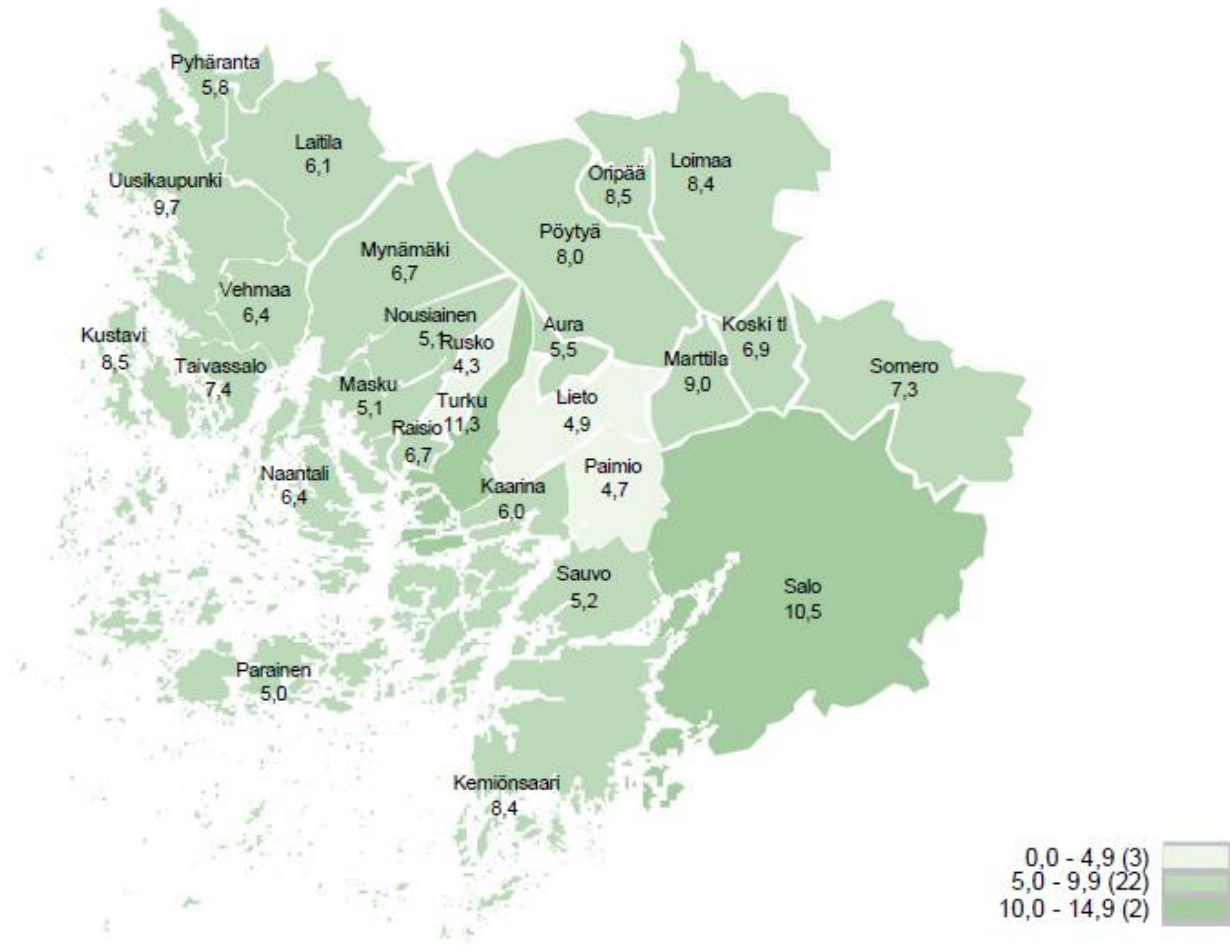 Pyhäranta
5,8
Laitila
6,1
Uusikaupunki
9,7
Oripää
8,5
Loimaa
8,4
Pöytyä
8,0
Mynämäki
6,7
Vehmaa
6,4
Nousiainen
5,1
Rusko
4,3
Aura
5,5
Koski tl
6,9
Kustavi
8,5
Taivassalo
7,4
Marttila
9,0
Somero
7,3
Masku
5,1
Turku
11,3
Lieto
4,9
Raisio
6,7
Naantali
6,4
Kaarina
6,0
Paimio
4,7
Sauvo
5,2
Salo
10,5
Parainen
5,0
Kemiönsaari
8,4
0,0 - 4,9 (3)
5,0 - 9,9 (22)
10,0 - 14,9 (2)